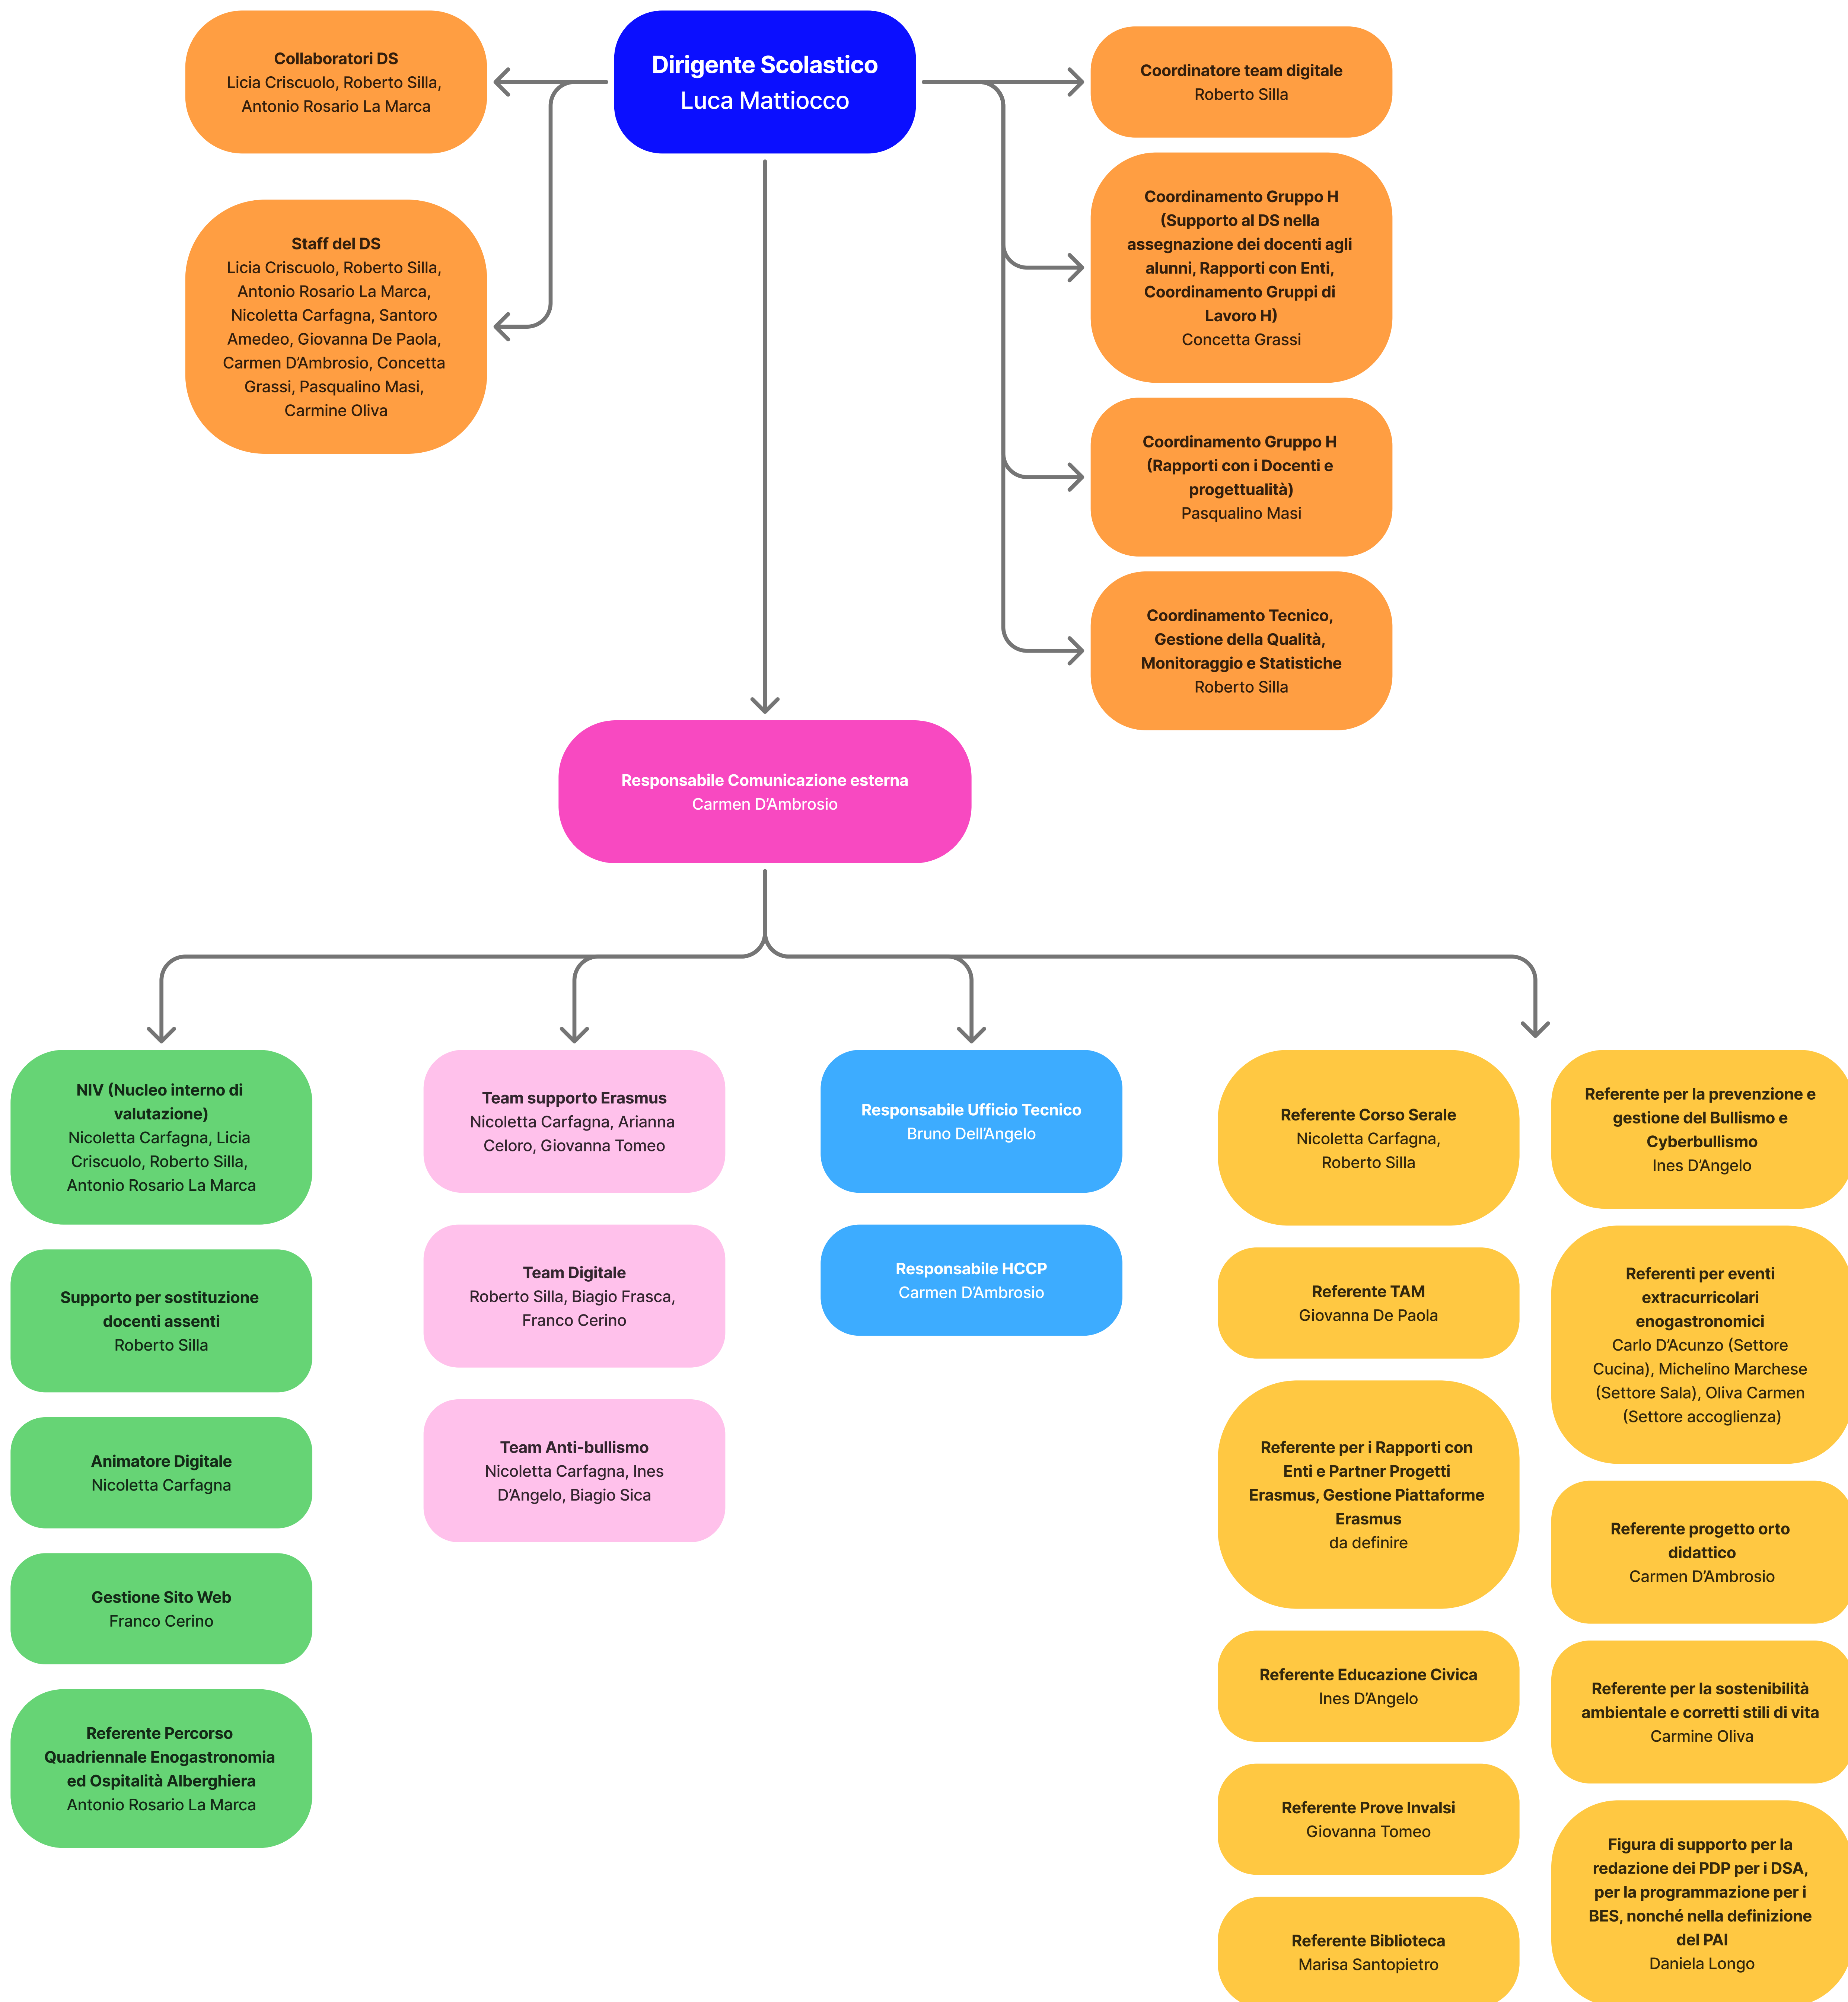 Collaboratori DS
Licia Criscuolo, Roberto Silla,
Antonio Rosario La Marca
Dirigente Scolastico
Luca Mattiocco
Coordinatore team digitale
Roberto Silla
Staff del DS
Licia Criscuolo, Roberto Silla,
Antonio Rosario La Marca,
Nicoletta Carfagna, Santoro
Amedeo, Giovanna De Paola,
Carmen D’Ambrosio, Concetta
Grassi, Pasqualino Masi,
Carmine Oliva
Coordinamento Gruppo H
(Supporto al DS nella
assegnazione dei docenti agli
alunni, Rapporti con Enti,
Coordinamento Gruppi di
Lavoro H)
Concetta Grassi
Coordinamento Gruppo H
(Rapporti con i Docenti e
progettualità)
Pasqualino Masi
Coordinamento Tecnico,
Gestione della Qualità,
Monitoraggio e Statistiche
Roberto Silla
Responsabile Comunicazione esterna
Carmen D’Ambrosio
NIV (Nucleo interno di
valutazione)
Nicoletta Carfagna, Licia
Criscuolo, Roberto Silla,
Antonio Rosario La Marca
Supporto per sostituzione
docenti assenti
Roberto Silla
Animatore Digitale
Nicoletta Carfagna
Gestione Sito Web
Franco Cerino
Referente Percorso
Quadriennale Enogastronomia
ed Ospitalità Alberghiera
Antonio Rosario La Marca
Team supporto Erasmus
Nicoletta Carfagna, Arianna
Celoro, Giovanna Tomeo
Team Digitale
Roberto Silla, Biagio Frasca,
Franco Cerino
Team Anti-bullismo
Nicoletta Carfagna, Ines
D’Angelo, Biagio Sica
Responsabile Ufficio Tecnico
Bruno Dell’Angelo
Responsabile HCCP
Carmen D’Ambrosio
Referente Corso Serale
Nicoletta Carfagna,
Roberto Silla
Referente TAM
Giovanna De Paola
Referente per i Rapporti con
Enti e Partner Progetti
Erasmus, Gestione Piattaforme
Erasmus
da definire
Referente Educazione Civica
Ines D’Angelo
Referente Prove Invalsi
Giovanna Tomeo
Referente Biblioteca
Marisa Santopietro
Referente per la prevenzione e
gestione del Bullismo e
Cyberbullismo
Ines D’Angelo
Referenti per eventi
extracurricolari
enogastronomici
Carlo D’Acunzo (Settore
Cucina), Michelino Marchese
(Settore Sala), Oliva Carmen
(Settore accoglienza)
Referente progetto orto
didattico
Carmen D’Ambrosio
Referente per la sostenibilità
ambientale e corretti stili di vita
Carmine Oliva
Figura di supporto per la
redazione dei PDP per i DSA,
per la programmazione per i
BES, nonché nella definizione
del PAI
Daniela Longo